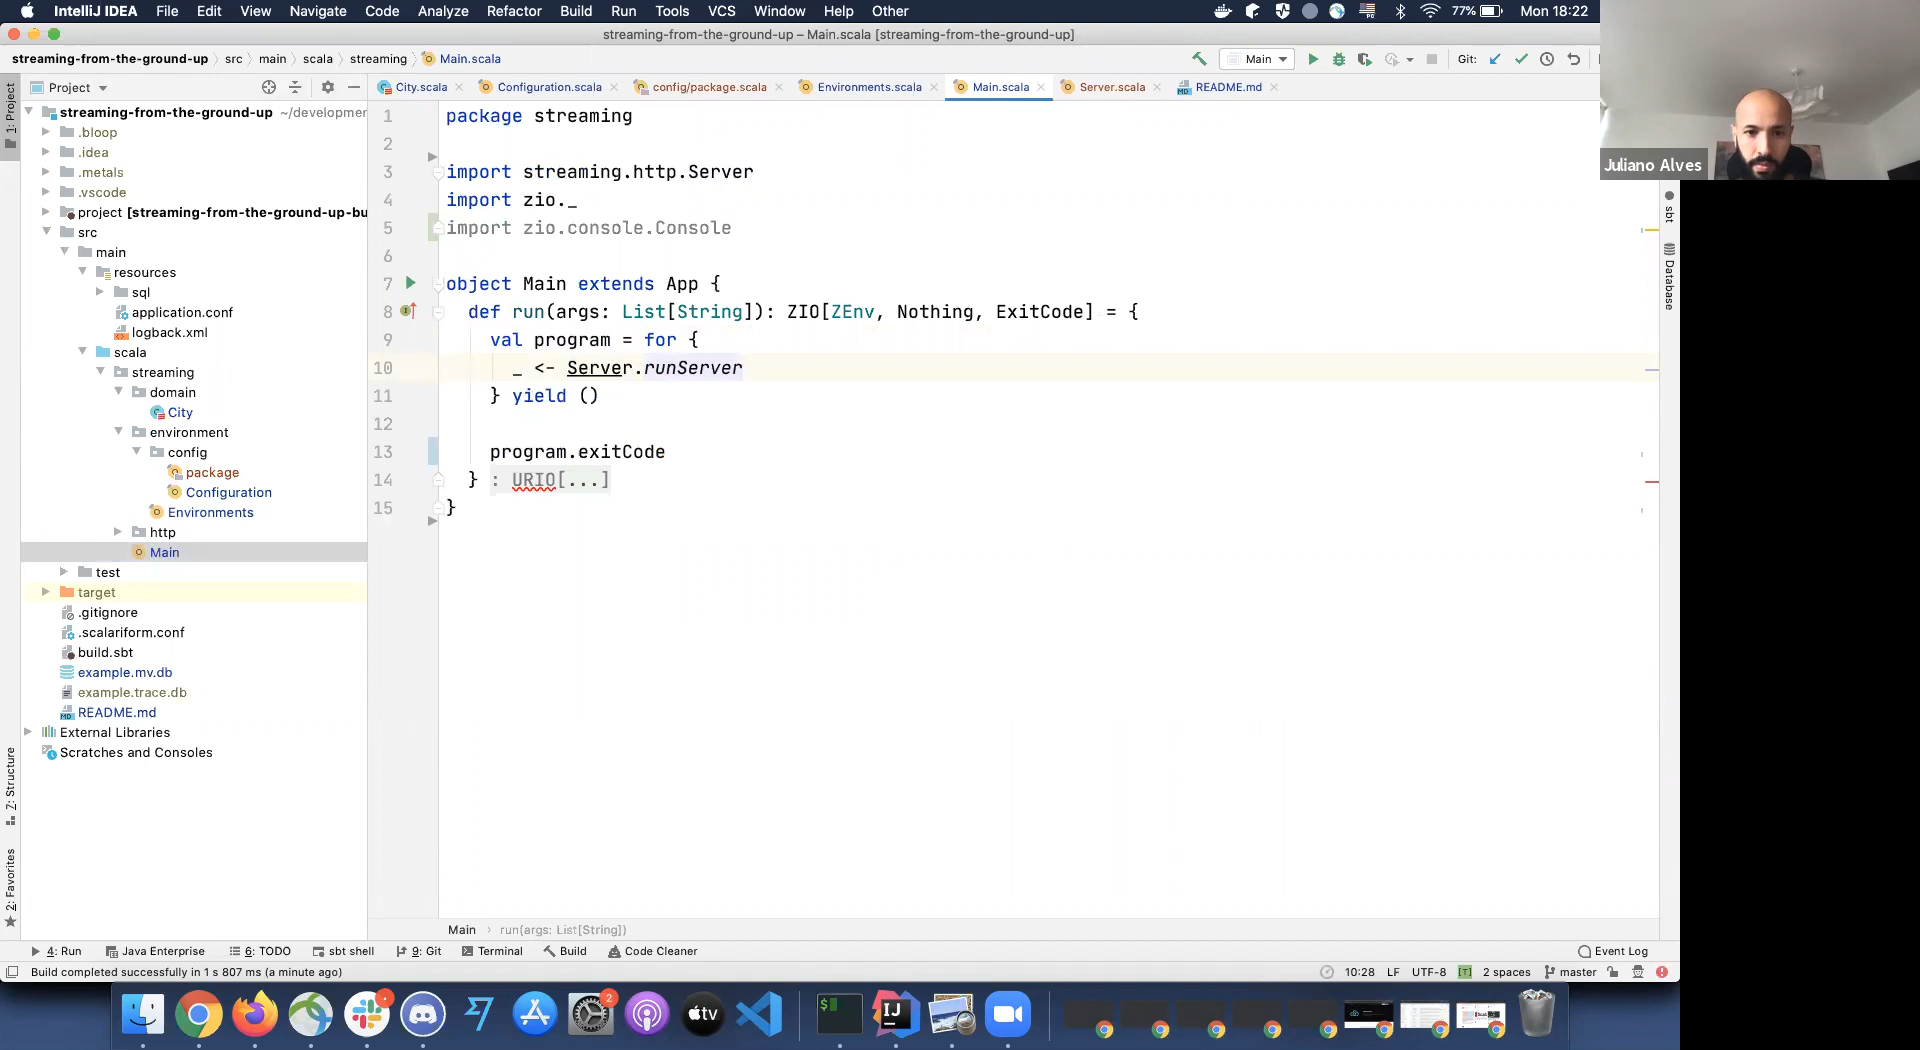 IntelliJ IDEA File Edit View Navigate Code Analyze Refactor Build Run Tools VCS Window Help Other 77% Mon 18:22
streaming-from-the-ground-up – Main.scala [streaming-from-the-ground-up]
streaming-from-the-ground-up src main scala streaming Main.scala Main Git:
Project City.scala Configuration.scala config/package.scala Environments.scala Main.scala Server.scala README.md
1: Project
streaming-from-the-ground-up ~/developmen
.bloop
.idea
.metals
.vscode
project [streaming-from-the-ground-up-bu
src
main
resources
sql
application.conf
logback.xml
scala
streaming
domain
City
environment
config
package
Configuration
Environments
http
Main
test
target
.gitignore
.scalariform.conf
build.sbt
example.mv.db
example.trace.db
README.md
External Libraries
Scratches and Consoles
7: Structure
2: Favorites
1 package streaming
2
3 import streaming.http.Server
4 import zio._
5 import zio.console.Console
6
7 object Main extends App {
8 def run(args: List[String]): ZIO[ZEnv, Nothing, ExitCode] = {
9 val program = for {
10 _ <- Server.runServer
11 } yield ()
12
13 program.exitCode
14 } : URIO[...]
15 }
Juliano Alves
sbt
Database
Main run(args: List[String])
4: Run Java Enterprise 6: TODO sbt shell 9: Git Terminal Build Code Cleaner Event Log
Build completed successfully in 1 s 807 ms (a minute ago) 10:28 LF UTF-8 [T] 2 spaces master
2
$
IJ
tv